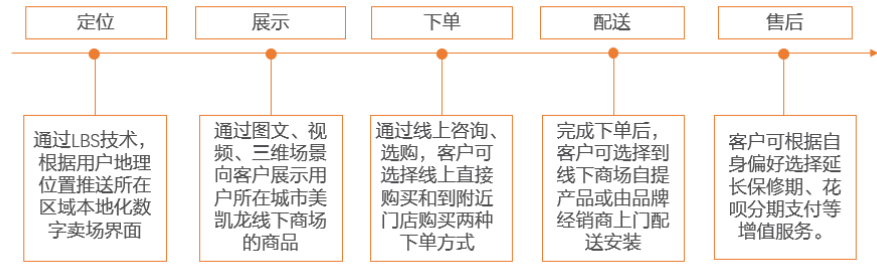 定位
展示
下单
配送
售后
通过LBS技术，
根据用户地理
位置推送所在
区域本地化数
字卖场界面
通过图文、视
频、三维场景
向客户展示用
户所在城市美
凯龙线下商场
的商品
通过线上咨询、
选购，客户可
选择线上直接
购买和到附近
门店购买两种
下单方式
完成下单后，
客户可选择到
线下商场自提
产品或由品牌
经销商上门配
送安装
客户可根据自
身偏好选择延
长保修期、花
呗分期支付等
增值服务。